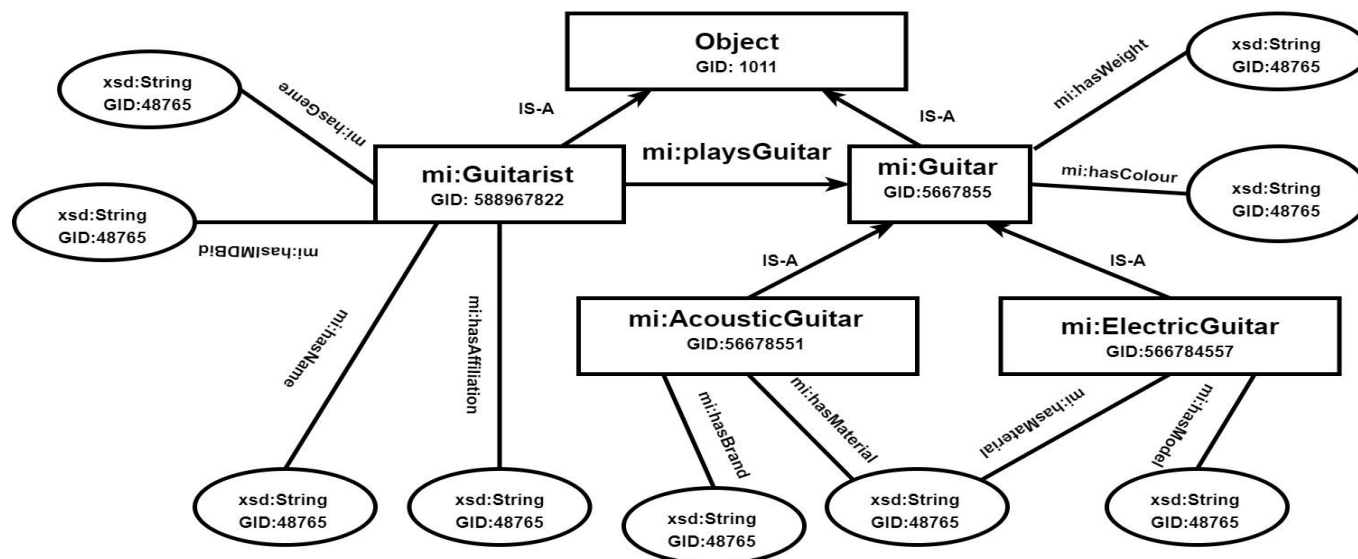 Object
GID: 1011
xsd:String
GID:48765
mi:hasGenre
IS-A
IS-A
mi:hasWeight
xsd:String
GID:48765
mi:Guitarist
GID: 588967822
mi:playsGuitar
mi:Guitar
GID:5667855
mi:hasColour
xsd:String
GID:48765
xsd:String
GID:48765
mi:hasIMDBid
IS-A
IS-A
mi:hasName
mi:hasAffiliation
mi:AcousticGuitar
GID:56678551
mi:ElectricGuitar
GID:566784557
mi:hasBrand
mi:hasMaterial
mi:hasMaterial
mi:hasModel
xsd:String
GID:48765
xsd:String
GID:48765
xsd:String
GID:48765
xsd:String
GID:48765
xsd:String
GID:48765